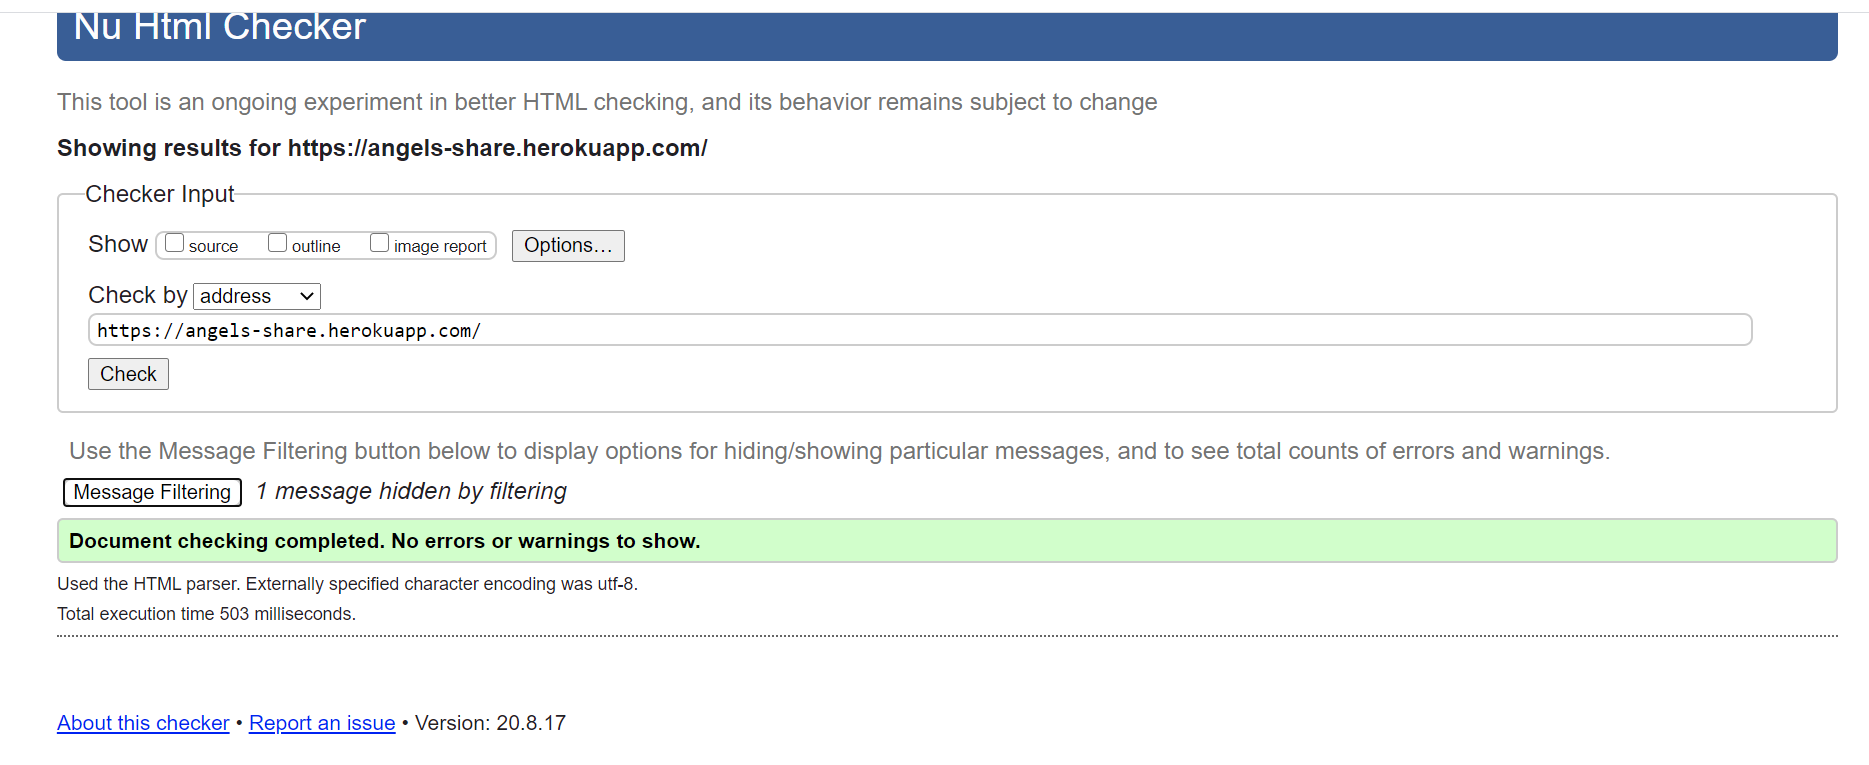 Nu Html Checker
This tool is an ongoing experiment in better HTML checking, and its behavior remains subject to change
Showing results for https://angels-share.herokuapp.com/
Checker Input
Show source outline image report Options…
Check by address
https://angels-share.herokuapp.com/
Check
Use the Message Filtering button below to display options for hiding/showing particular messages, and to see total counts of errors and warnings.
Message Filtering 1 message hidden by filtering
Document checking completed. No errors or warnings to show.
Used the HTML parser. Externally specified character encoding was utf-8.
Total execution time 503 milliseconds.
About this checker • Report an issue • Version: 20.8.17